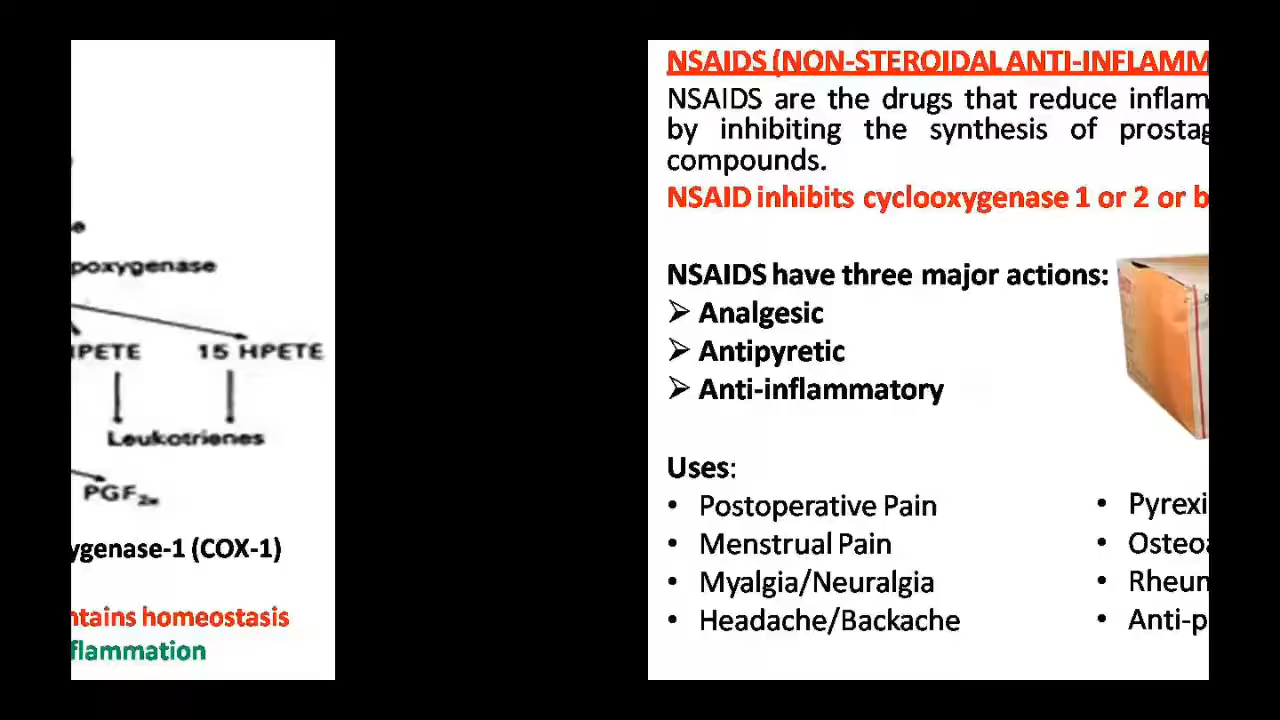 poxygenase
HPETE 15 HPETE
Leukotrienes
PGF2α
ygenase-1 (COX-1)
ntains homeostasis
flammation
NSAIDS (NON-STEROIDAL ANTI-INFLAMM
NSAIDS are the drugs that reduce inflam
by inhibiting the synthesis of prostag
compounds.
NSAID inhibits cyclooxygenase 1 or 2 or b
NSAIDS have three major actions:
➢ Analgesic
➢ Antipyretic
➢ Anti-inflammatory
Uses:
• Postoperative Pain
• Menstrual Pain
• Myalgia/Neuralgia
• Headache/Backache
• Pyrexi
• Osteoa
• Rheum
• Anti-p